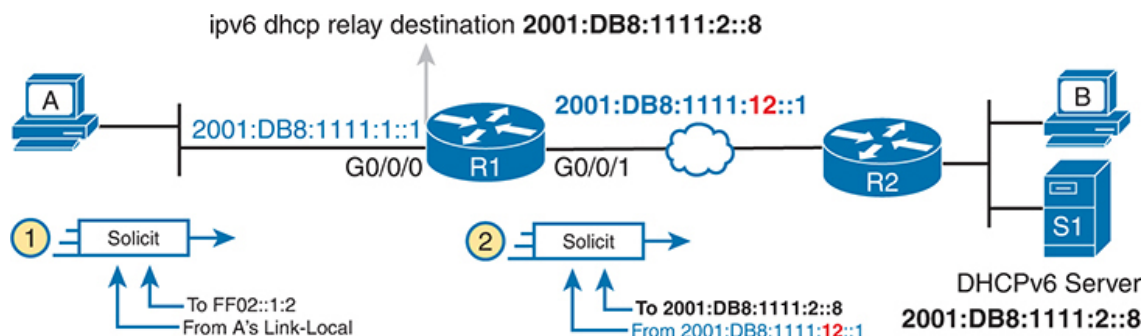 ipv6 dhcp relay destination 2001:DB8:1111:2::8
A
2001:DB8:1111:1::1
G0/0/0
R1
2001:DB8:1111:12::1
G0/0/1
R2
B
S1
1
Solicit
To FF02::1:2
From A's Link-Local
2
Solicit
To 2001:DB8:1111:2::8
From 2001:DB8:1111:12::1
DHCPv6 Server
2001:DB8:1111:2::8